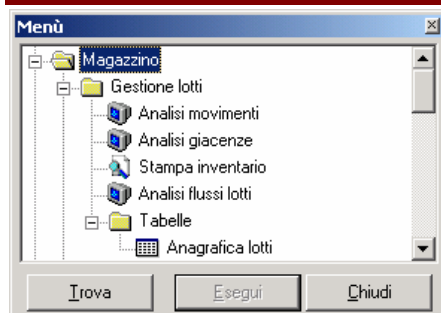 Menù
Magazzino
Gestione lotti
Analisi movimenti
Analisi giacenze
Stampa inventario
Analisi flussi lotti
Tabelle
Anagrafica lotti
Trova Esegui Chiudi